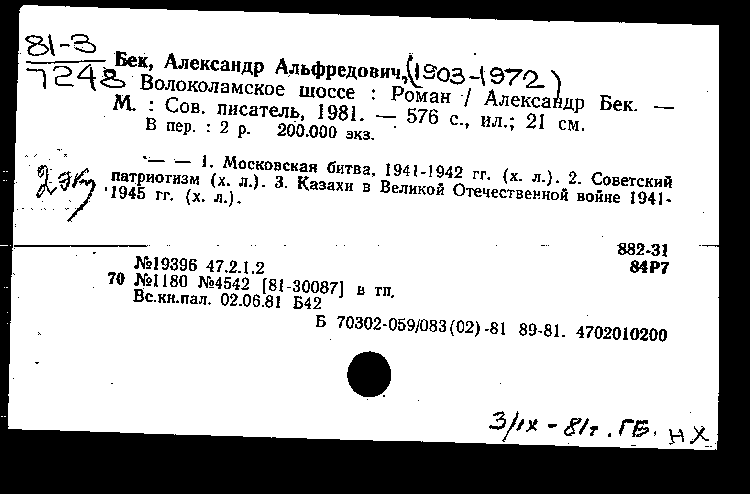 81-3
7248
Бек, Александр Альфредович, (1903-1972)
Волоколамское шоссе : Роман / Александр Бек. —
М. : Сов. писатель, 1981. — 576 с., ил.; 21 см.
В пер. : 2 р. 200.000 экз.
— — 1. Московская битва, 1941-1942 гг. (х. л.). 2. Советский
патриотизм (х. л.). 3. Казахи в Великой Отечественной войне 1941-
1945 гг. (х. л.).
2 экз
882-31
№19396 47.2.1.2 84Р7
70 №1180 №4542 [81-30087] в тп.
Вс.кн.пал. 02.06.81 Б42
Б 70302-059/083(02)-81 89-81. 4702010200
3/IX - 81г. ГБ. НХ